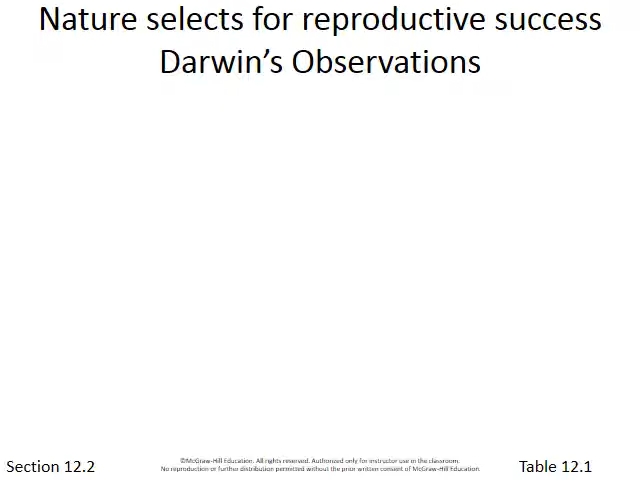 Nature selects for reproductive success
Darwin's Observations
Section 12.2
©McGraw-Hill Education. All rights reserved. Authorized only for instructor use in the classroom.
No reproduction or further distribution permitted without the prior written consent of McGraw-Hill Education.
Table 12.1